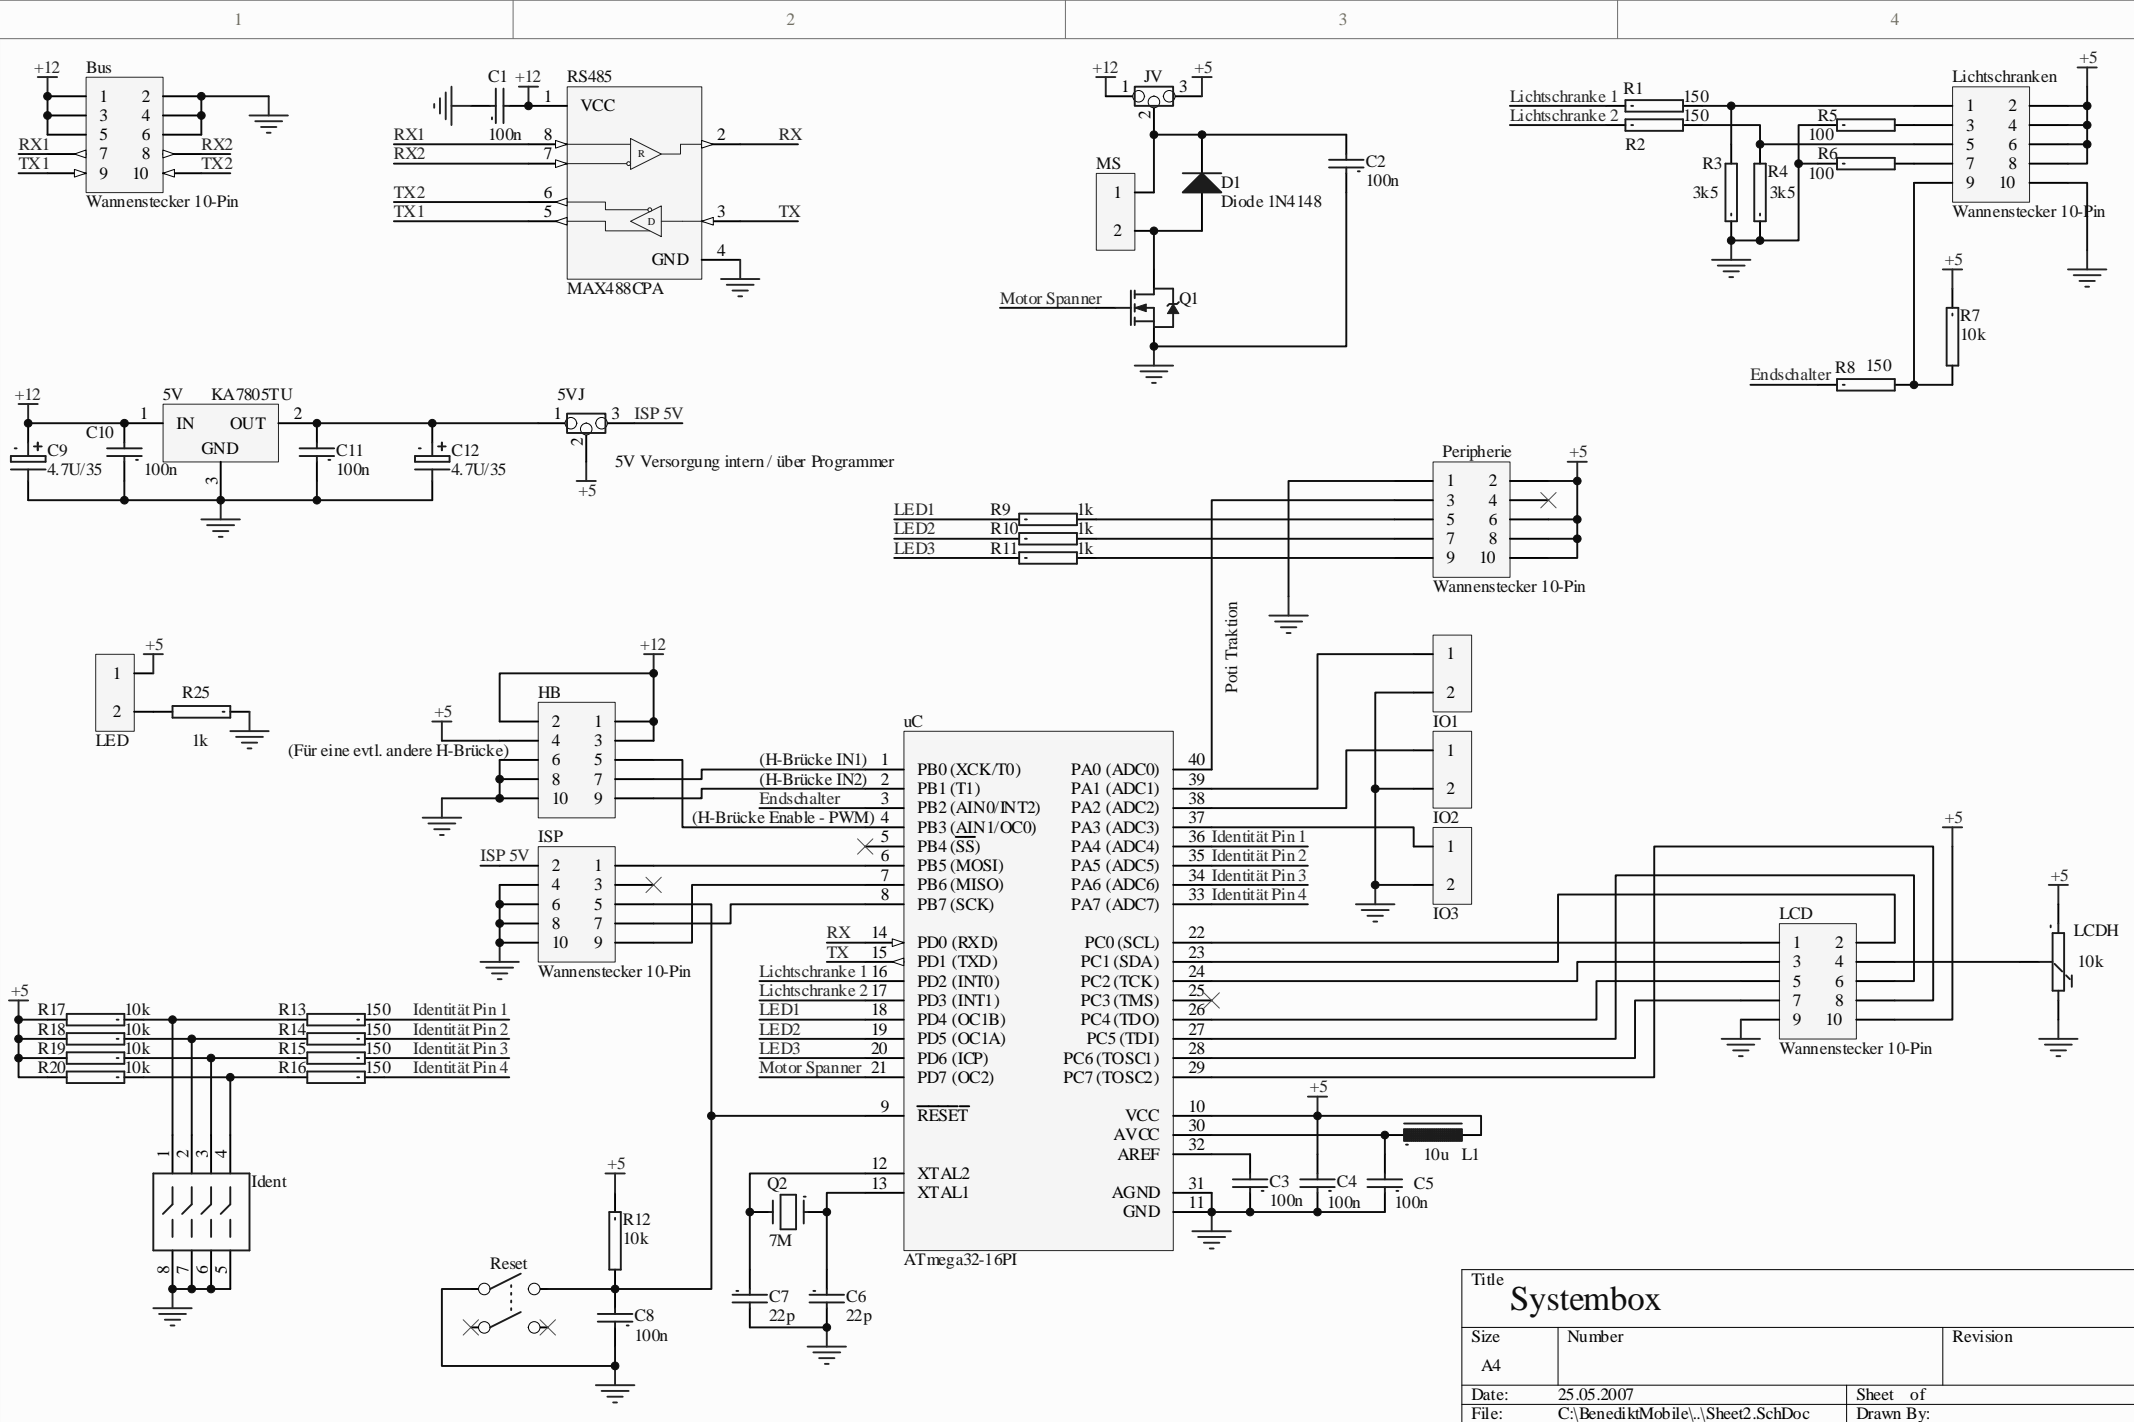 1 2 3 4
+12 Bus
1 2
3 4
5 6
RX1 7 8 RX2
TX1 9 10 TX2
Wannenstecker 10-Pin
C1 +12 RS485
100n
1 VCC
RX1 8
RX2 7
R
2 RX
TX2 6
TX1 5
D
3 TX
GND 4
MAX488CPA
+12 JV +5
1 3
2
MS
1
2
D1
Diode 1N4148
C2
100n
Motor Spanner
Q1
+5
Lichtschranken
Lichtschranke 1 R1 150
Lichtschranke 2 150
R2
R5
100
R6
100
R3
3k5
R4
3k5
1 2
3 4
5 6
7 8
9 10
Wannenstecker 10-Pin
+5
R7
10k
Endschalter R8 150
+12
5V KA7805TU
1 IN OUT 2
GND
3
C9
4.7U/35
C10
100n
C11
100n
C12
4.7U/35
5VJ
1 3 ISP 5V
2
+5
5V Versorgung intern / über Programmer
Peripherie +5
1 2
3 4
5 6
7 8
9 10
Wannenstecker 10-Pin
LED1 R9 1k
LED2 R10 1k
LED3 R11 1k
Poti Traktion
+5
1
2
LED
R25
1k
+12
HB
+5
2 1
4 3
6 5
8 7
10 9
(Für eine evtl. andere H-Brücke)
ISP
ISP 5V
2 1
4 3
6 5
8 7
10 9
Wannenstecker 10-Pin
uC
(H-Brücke IN1) 1 PB0 (XCK/T0)
(H-Brücke IN2) 2 PB1 (T1)
Endschalter 3 PB2 (AIN0/INT2)
(H-Brücke Enable - PWM) 4 PB3 (AIN1/OC0)
5 PB4 (SS)
6 PB5 (MOSI)
7 PB6 (MISO)
8 PB7 (SCK)
RX 14 PD0 (RXD)
TX 15 PD1 (TXD)
Lichtschranke 1 16 PD2 (INT0)
Lichtschranke 2 17 PD3 (INT1)
LED1 18 PD4 (OC1B)
LED2 19 PD5 (OC1A)
LED3 20 PD6 (ICP)
Motor Spanner 21 PD7 (OC2)
9 RESET
12 XTAL2
13 XTAL1
PA0 (ADC0) 40
PA1 (ADC1) 39
PA2 (ADC2) 38
PA3 (ADC3) 37
PA4 (ADC4) 36 Identität Pin 1
PA5 (ADC5) 35 Identität Pin 2
PA6 (ADC6) 34 Identität Pin 3
PA7 (ADC7) 33 Identität Pin 4
PC0 (SCL) 22
PC1 (SDA) 23
PC2 (TCK) 24
PC3 (TMS) 25
PC4 (TDO) 26
PC5 (TDI) 27
PC6 (TOSC1) 28
PC7 (TOSC2) 29
VCC 10
AVCC 30
AREF 32
AGND 31
GND 11
ATmega32-16PI
1
2
IO1
1
2
IO2
1
2
IO3
+5
LCD
1 2
3 4
5 6
7 8
9 10
Wannenstecker 10-Pin
+5
LCDH
10k
+5
10u L1
C3
100n
C4
100n
C5
100n
+5
R17 10k R13 150 Identität Pin 1
R18 10k R14 150 Identität Pin 2
R19 10k R15 150 Identität Pin 3
R20 10k R16 150 Identität Pin 4
1 2 3 4
Ident
8 7 6 5
+5
R12
10k
Reset
C8
100n
Q2
7M
C7
22p
C6
22p
Title
Systembox
Size Number Revision
A4
Date: 25.05.2007 Sheet of
File: C:\BenediktMobile\..\Sheet2.SchDoc Drawn By: